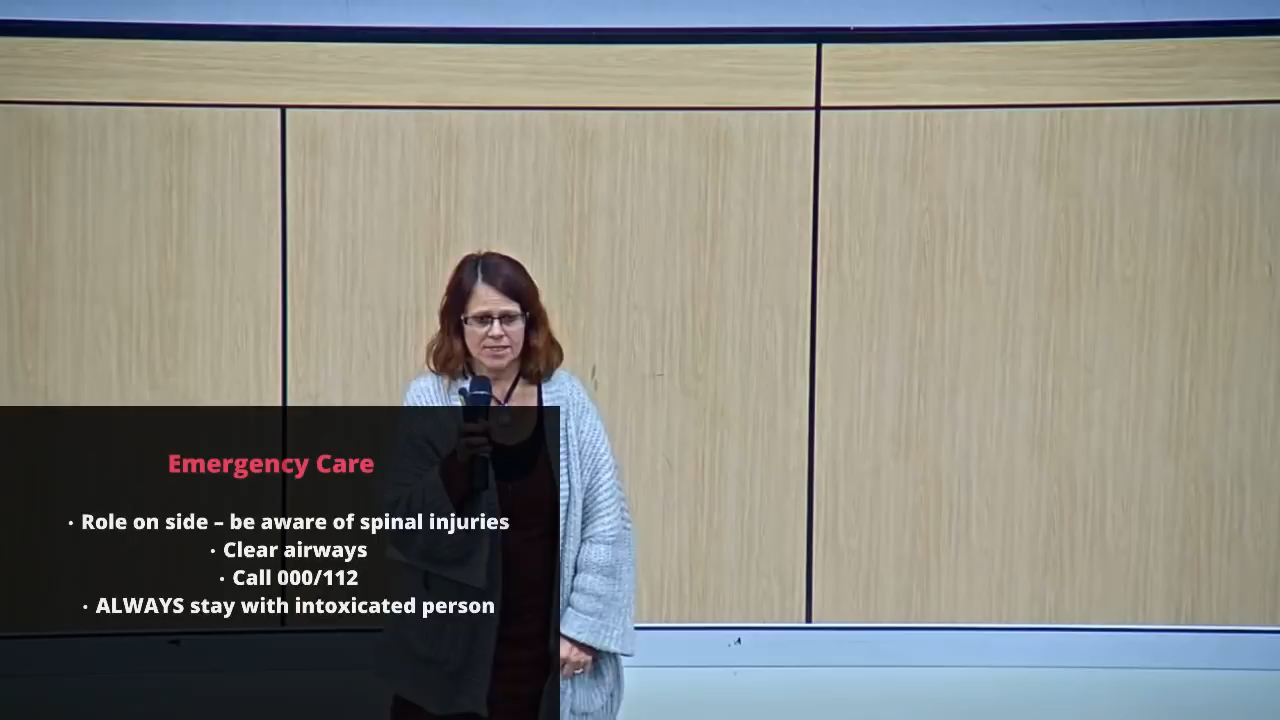 Emergency Care
· Role on side – be aware of spinal injuries
· Clear airways
· Call 000/112
· ALWAYS stay with intoxicated person